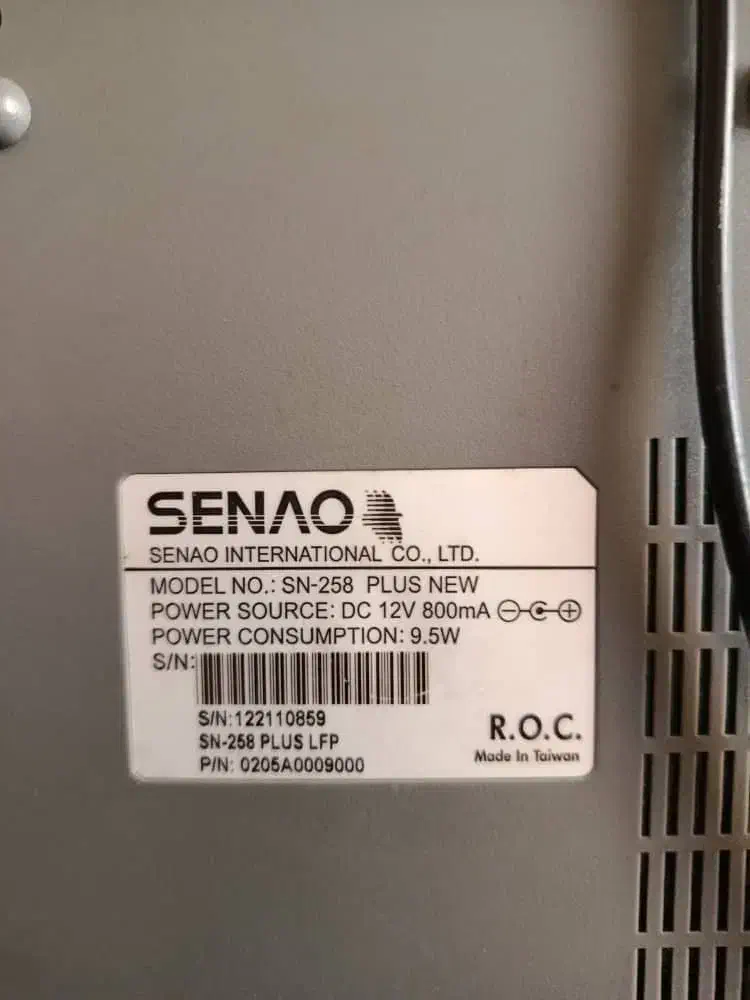 SENAO
SENAO INTERNATIONAL CO., LTD.
MODEL NO.: SN-258 PLUS NEW
POWER SOURCE: DC 12V 800mA
POWER CONSUMPTION: 9.5W
S/N:
S/N:122110859
SN-258 PLUS LFP
P/N: 0205A0009000
R.O.C.
Made In Taiwan